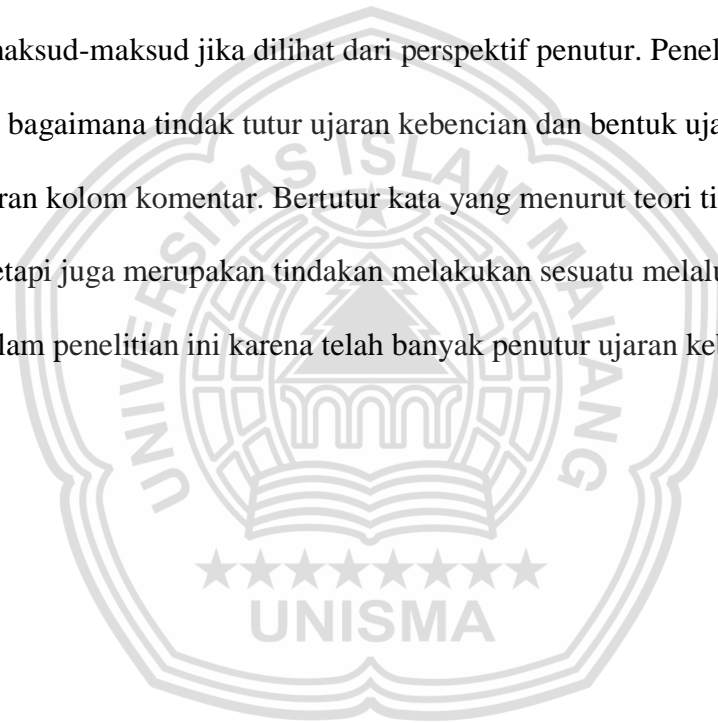 maksud-maksud jika dilihat dari perspektif penutur. Penel
bagaimana tindak tutur ujaran kebencian dan bentuk uja
ran kolom komentar. Bertutur kata yang menurut teori ti
etapi juga merupakan tindakan melakukan sesuatu melalu
lam penelitian ini karena telah banyak penutur ujaran keb
UNIVERSITAS ISLAM MALANG
UNISMA